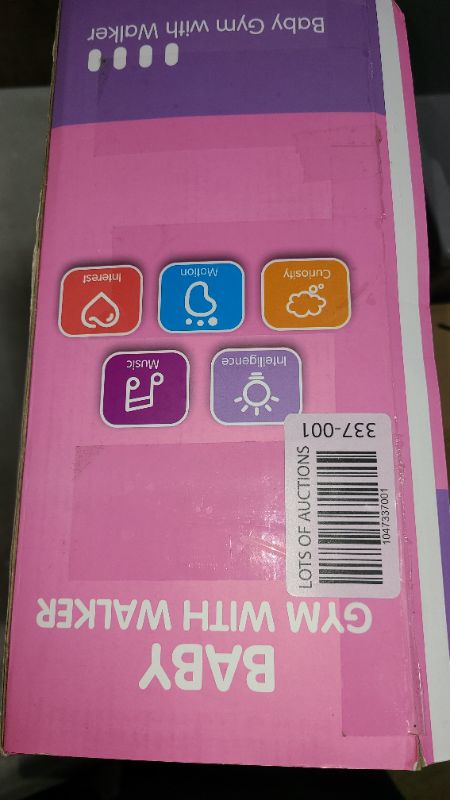 BABY
GYM WITH WALKER
LOTS OF AUCTIONS
1047337001
337-001
Intelligence
Music
Curiosity
Motion
Interest
Baby Gym with Walker